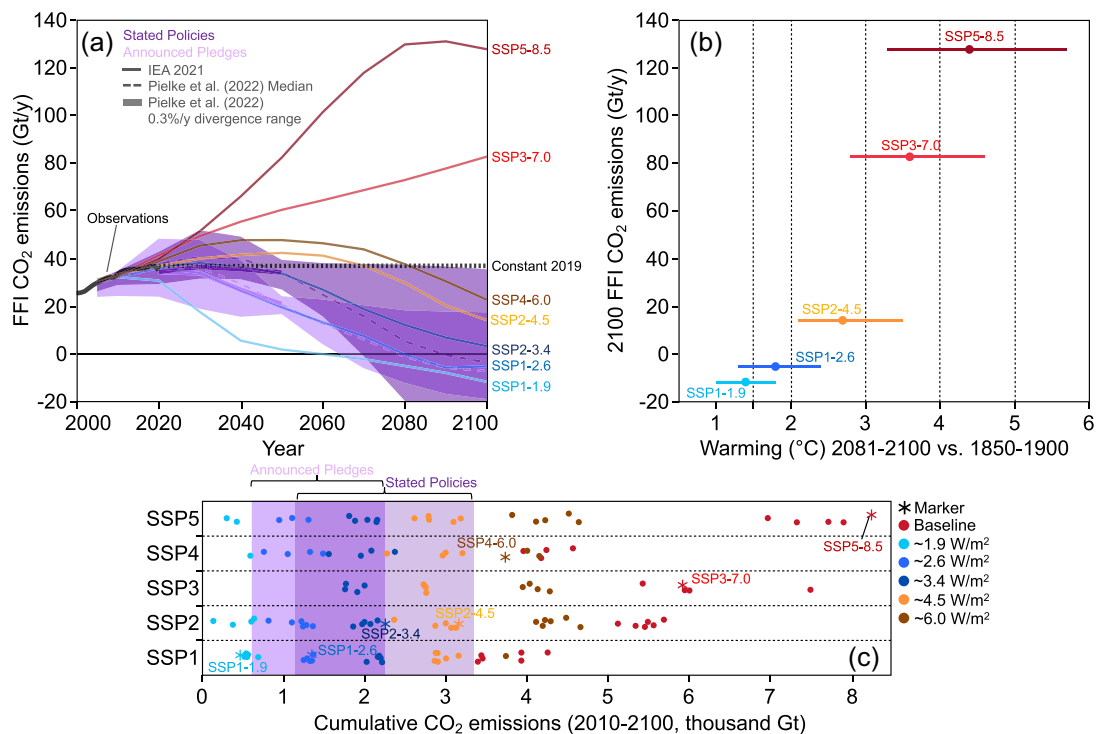 (a)
Stated Policies
Announced Pledges
IEA 2021
Pielke et al. (2022) Median
Pielke et al. (2022)
0.3%/y divergence range
Observations
SSP5-8.5
SSP3-7.0
Constant 2019
SSP4-6.0
SSP2-4.5
SSP2-3.4
SSP1-2.6
SSP1-1.9
140
120
100
80
60
40
20
0
-20
FFI CO₂ emissions (Gt/y)
2000 2020 2040 2060 2080 2100
Year
(b)
SSP5-8.5
SSP3-7.0
SSP2-4.5
SSP1-2.6
SSP1-1.9
140
120
100
80
60
40
20
0
-20
2100 FFI CO₂ emissions (Gt/y)
1 2 3 4 5 6
Warming (°C) 2081-2100 vs. 1850-1900
Announced Pledges
Stated Policies
SSP5
SSP4
SSP3
SSP2
SSP1
SSP5-8.5
SSP4-6.0
SSP3-7.0
SSP2-4.5
SSP2-3.4
SSP1-2.6
SSP1-1.9
(c)
0 1 2 3 4 5 6 7 8
Cumulative CO₂ emissions (2010-2100, thousand Gt)
Marker
Baseline
~1.9 W/m²
~2.6 W/m²
~3.4 W/m²
~4.5 W/m²
~6.0 W/m²